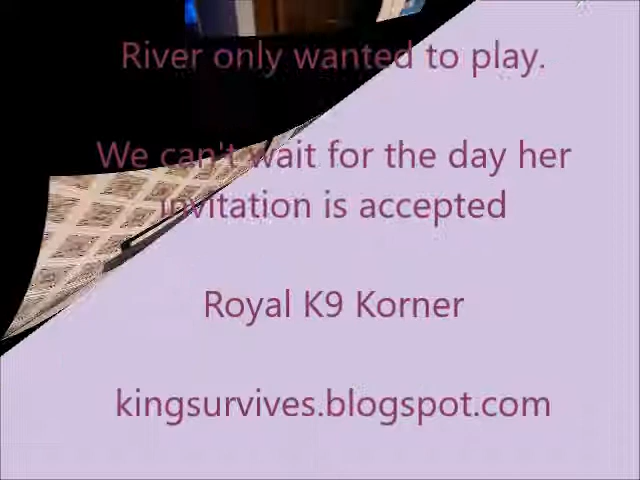 River only wanted to play.
We can't wait for the day her
invitation is accepted
Royal K9 Korner
kingsurvives.blogspot.com